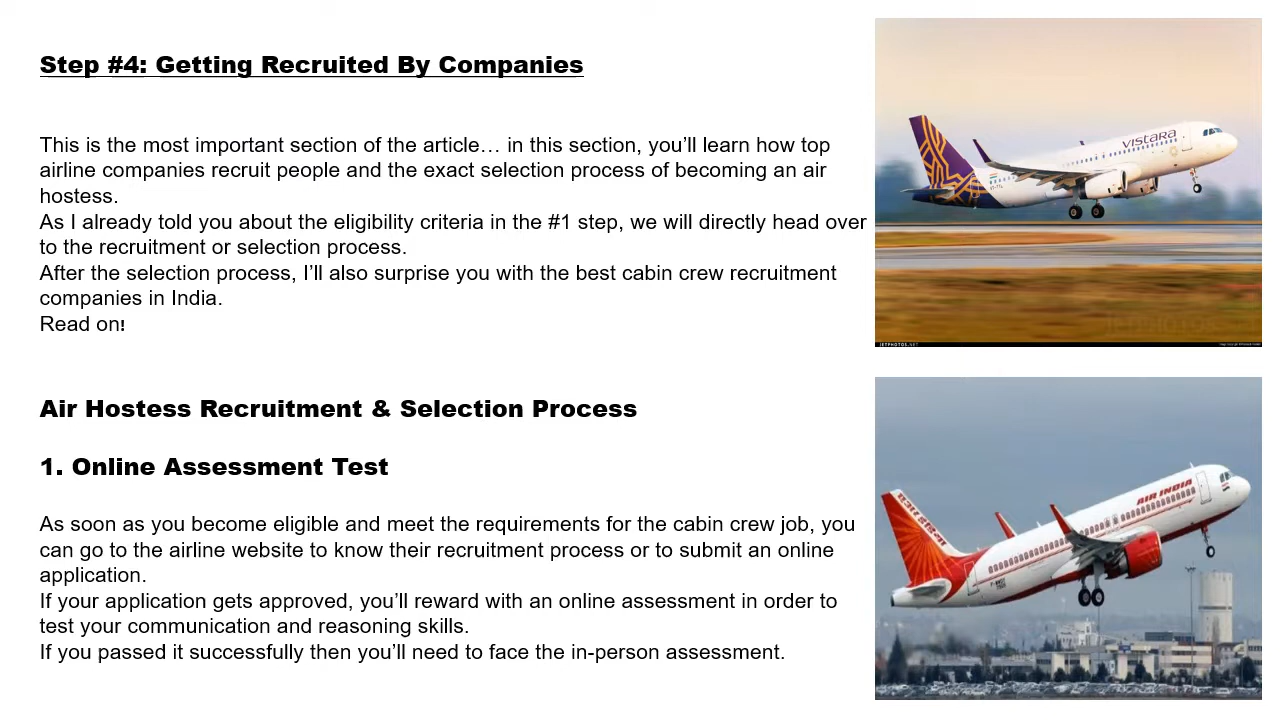 Step #4: Getting Recruited By Companies
This is the most important section of the article… in this section, you’ll learn how top
airline companies recruit people and the exact selection process of becoming an air
hostess.
As I already told you about the eligibility criteria in the #1 step, we will directly head over
to the recruitment or selection process.
After the selection process, I’ll also surprise you with the best cabin crew recruitment
companies in India.
Read on!
Air Hostess Recruitment & Selection Process
1. Online Assessment Test
As soon as you become eligible and meet the requirements for the cabin crew job, you
can go to the airline website to know their recruitment process or to submit an online
application.
If your application gets approved, you’ll reward with an online assessment in order to
test your communication and reasoning skills.
If you passed it successfully then you’ll need to face the in-person assessment.
VISTARA
JETPHOTOS.NET
AIR INDIA